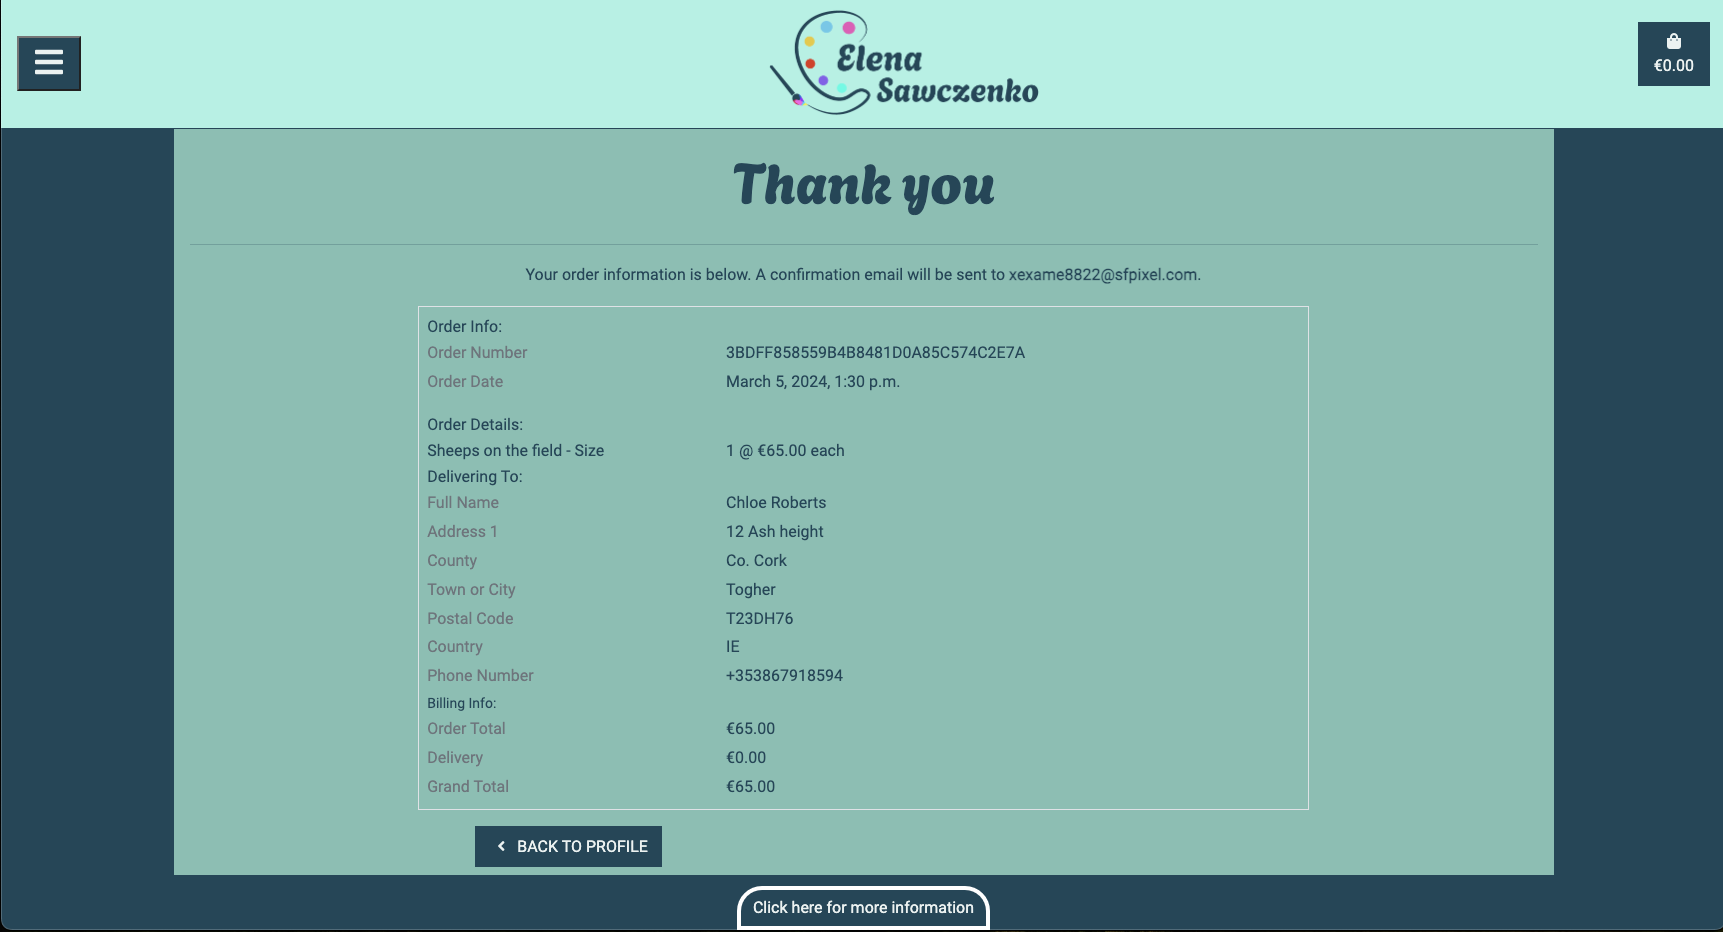 Elena
Sawczenko
€0.00
Thank you
Your order information is below. A confirmation email will be sent to xexame8822@sfpixel.com.
Order Info:
Order Number 3BDFF858559B4B8481D0A85C574C2E7A
Order Date March 5, 2024, 1:30 p.m.
Order Details:
Sheeps on the field - Size 1 @ €65.00 each
Delivering To:
Full Name Chloe Roberts
Address 1 12 Ash height
County Co. Cork
Town or City Togher
Postal Code T23DH76
Country IE
Phone Number +353867918594
Billing Info:
Order Total €65.00
Delivery €0.00
Grand Total €65.00
BACK TO PROFILE
Click here for more information